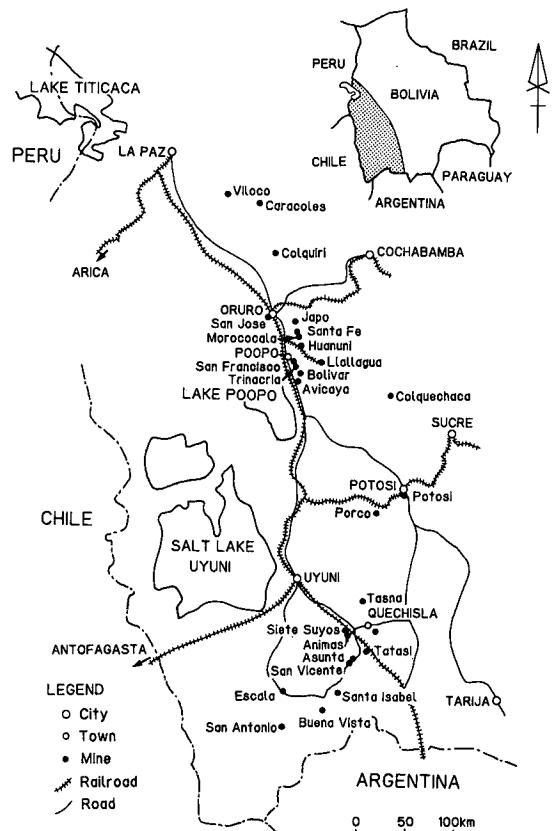 BRAZIL
PERU
BOLIVIA
CHILE
PARAGUAY
ARGENTINA
LAKE TITICACA
PERU
LA PAZ
Viloco
Caracoles
ARICA
Colquiri
COCHABAMBA
ORURO
San Jose
Japo
Santa Fe
Morococala
Huanuni
POOPO
Llallagua
San Francisco
Bolivar
Trinacria
Avicaya
LAKE POOPO
Colquechaca
SUCRE
POTOSI
Potosi
Porco
CHILE
SALT LAKE
UYUNI
UYUNI
Tasna
QUECHISLA
Siete Suyos
Animas
Tatasi
Asunta
San Vicente
ANTOFAGASTA
Escala
Santa Isabel
TARIJA
San Antonio
Buena Vista
LEGEND
City
Town
Mine
Railroad
Road
ARGENTINA
0 50 100km